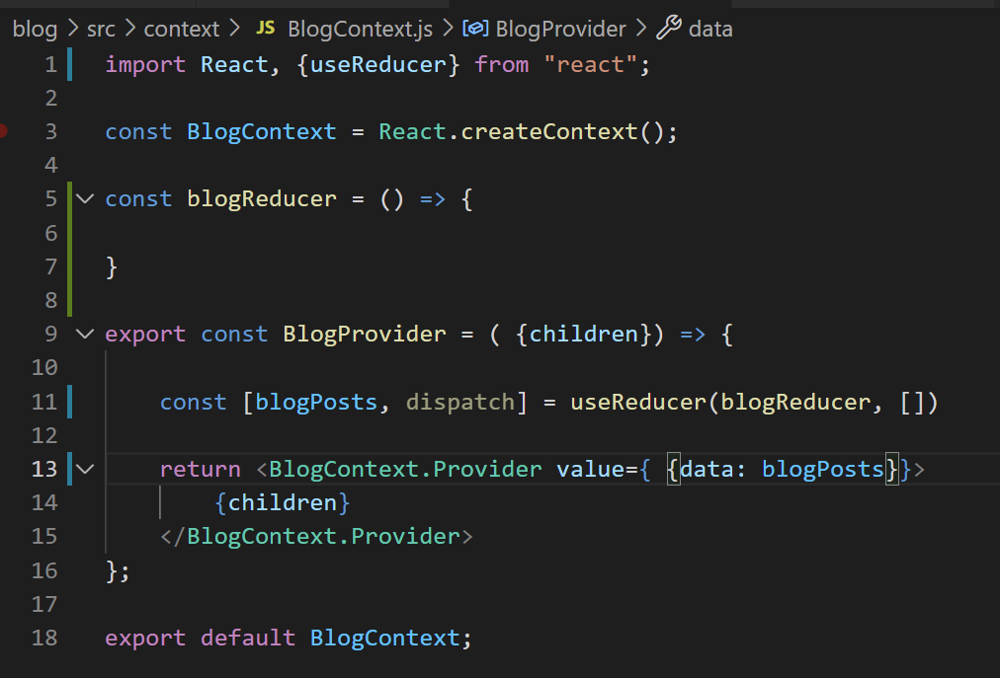 blog > src > context > JS BlogContext.js > BlogProvider > data
1 import React, {useReducer} from "react";
2
3 const BlogContext = React.createContext();
4
5 const blogReducer = () => {
6
7 }
8
9 export const BlogProvider = ( {children}) => {
10
11 const [blogPosts, dispatch] = useReducer(blogReducer, [])
12
13 return <BlogContext.Provider value={ {data: blogPosts}}>
14 {children}
15 </BlogContext.Provider>
16 };
17
18 export default BlogContext;